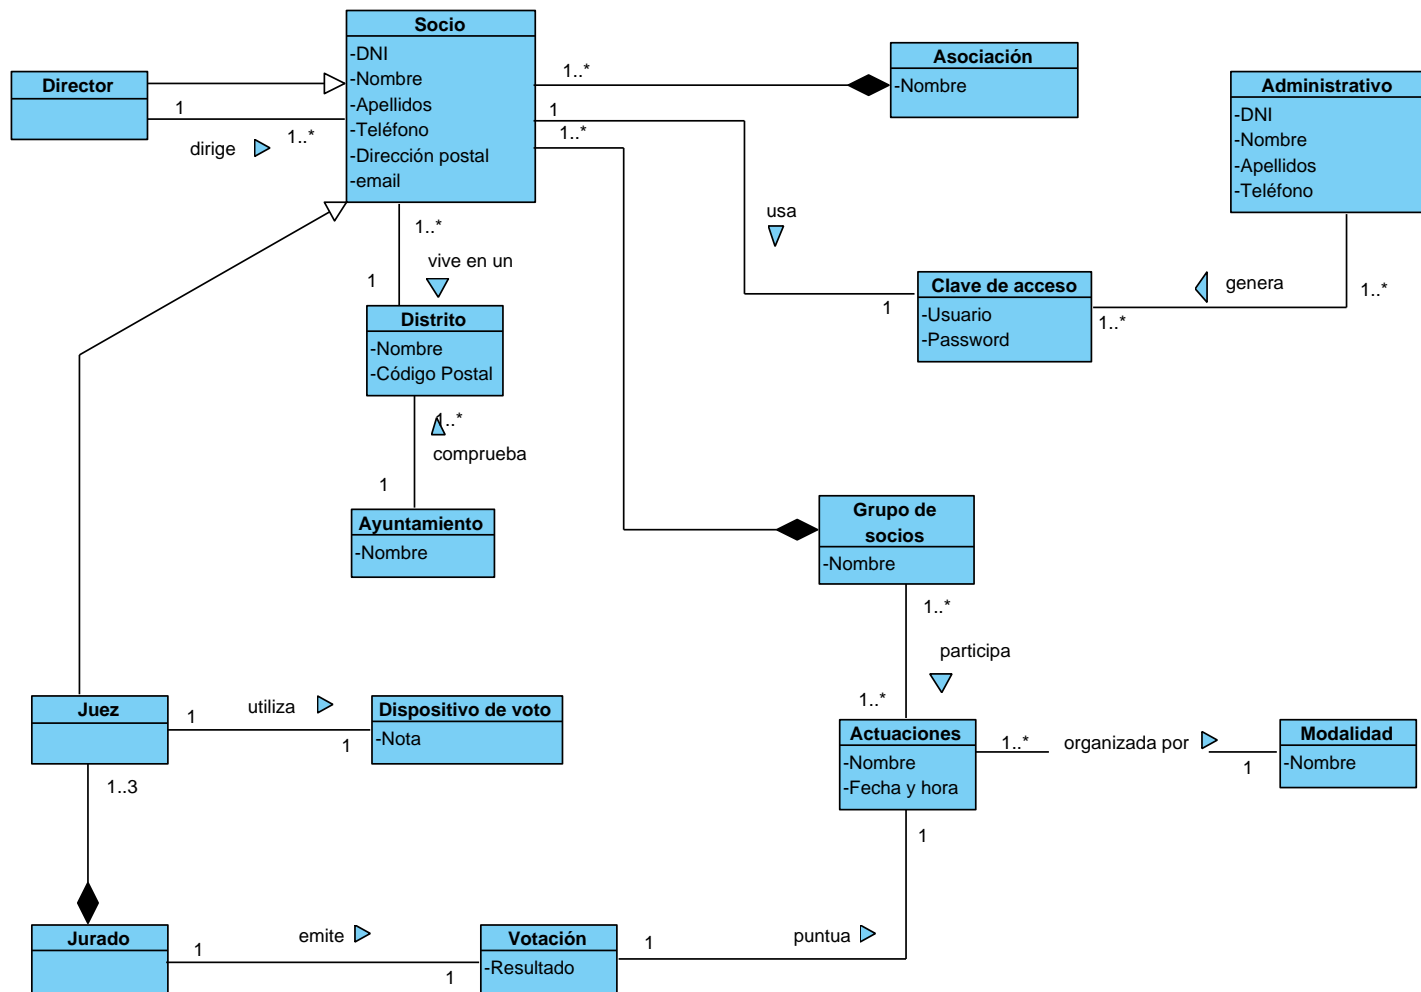 Socio
-DNI
-Nombre
-Apellidos
-Teléfono
-Dirección postal
-email
Director
1
1..*
dirige
1..*
Asociación
-Nombre
Administrativo
-DNI
-Nombre
-Apellidos
-Teléfono
1
1..*
usa
1..*
vive en un
1
Distrito
-Nombre
-Código Postal
Clave de acceso
-Usuario
-Password
1
1..*
genera
1..*
1..*
comprueba
1
Ayuntamiento
-Nombre
Grupo de
socios
-Nombre
1..*
participa
1..*
Juez
1
utiliza
1
Dispositivo de voto
-Nota
Actuaciones
-Nombre
-Fecha y hora
1..*
organizada por
1
Modalidad
-Nombre
1..3
1
Jurado
1
emite
1
Votación
-Resultado
1
puntua